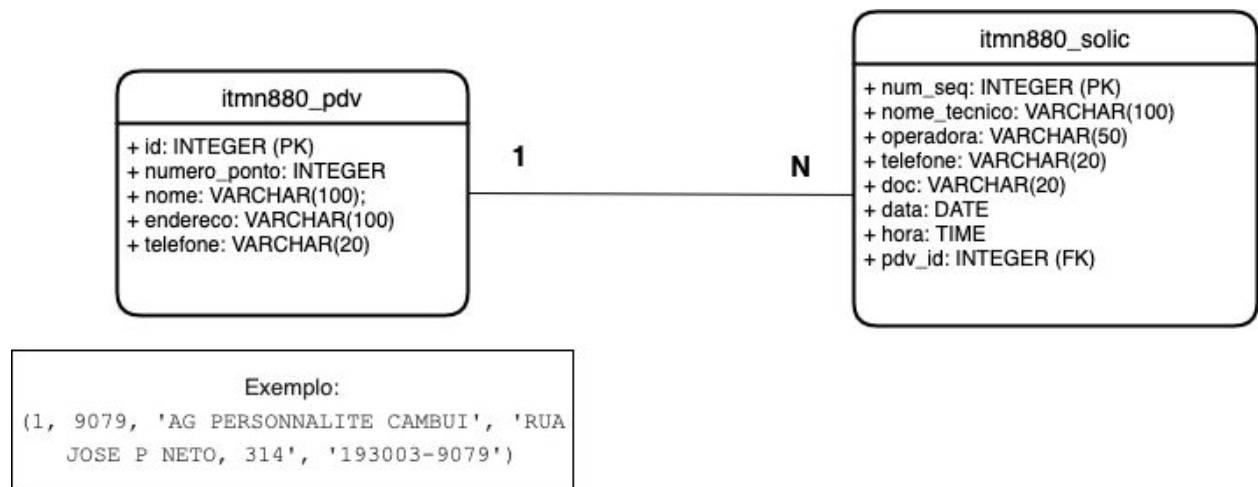 itmn880_pdv
+ id: INTEGER (PK)
+ numero_ponto: INTEGER
+ nome: VARCHAR(100);
+ endereco: VARCHAR(100)
+ telefone: VARCHAR(20)
1
N
itmn880_solic
+ num_seq: INTEGER (PK)
+ nome_tecnico: VARCHAR(100)
+ operadora: VARCHAR(50)
+ telefone: VARCHAR(20)
+ doc: VARCHAR(20)
+ data: DATE
+ hora: TIME
+ pdv_id: INTEGER (FK)
Exemplo:
(1, 9079, 'AG PERSONNALITE CAMBUI', 'RUA
JOSE P NETO, 314', '193003-9079')